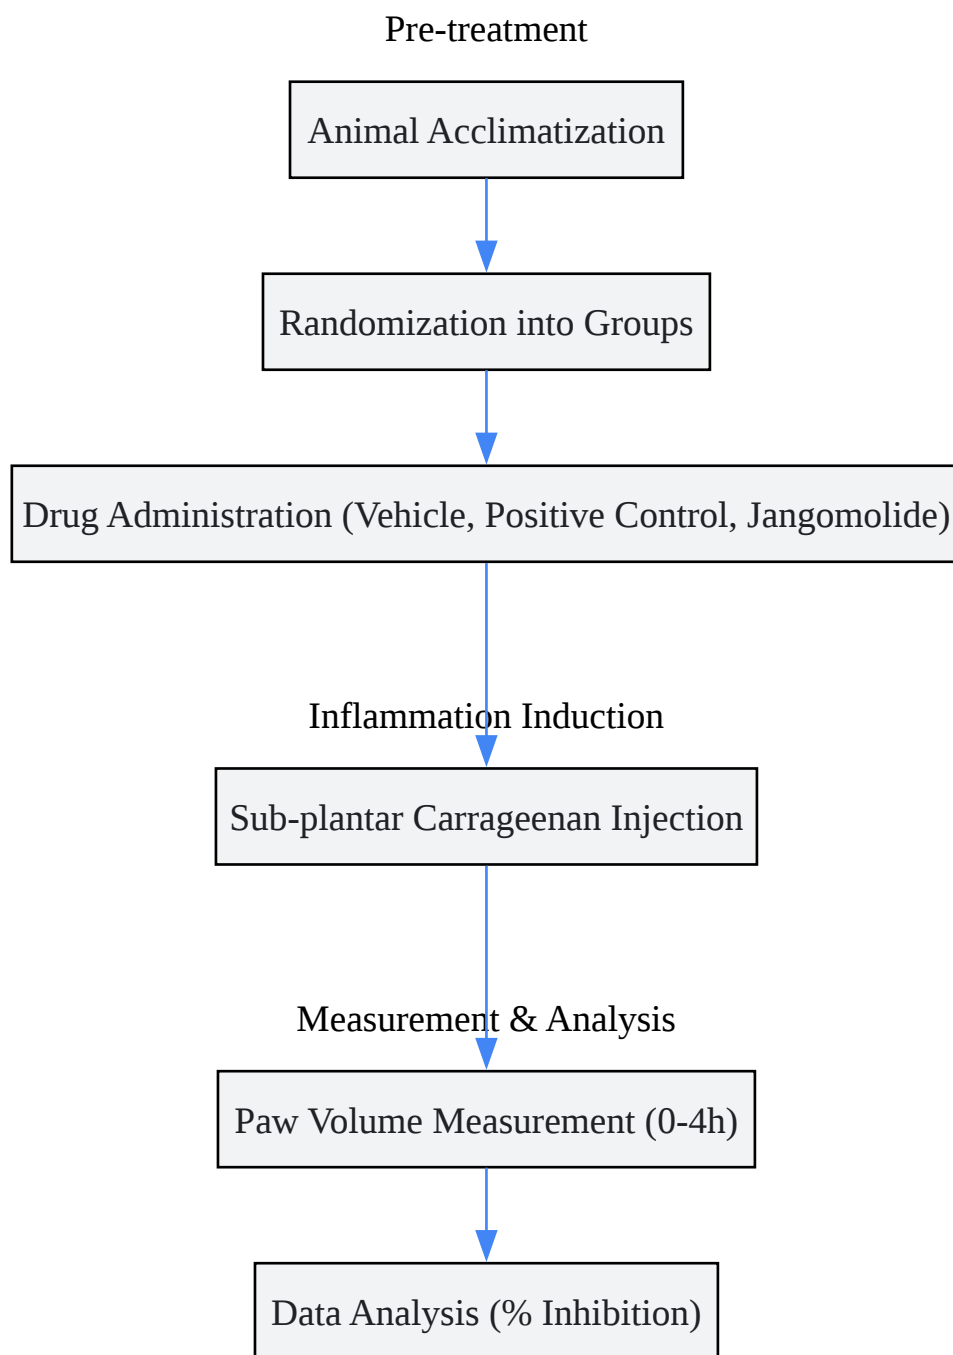 Pre-treatment
Animal Acclimatization
Randomization into Groups
Drug Administration (Vehicle, Positive Control, Jangomolide)
Inflammation Induction
Sub-plantar Carrageenan Injection
Measurement & Analysis
Paw Volume Measurement (0-4h)
Data Analysis (% Inhibition)